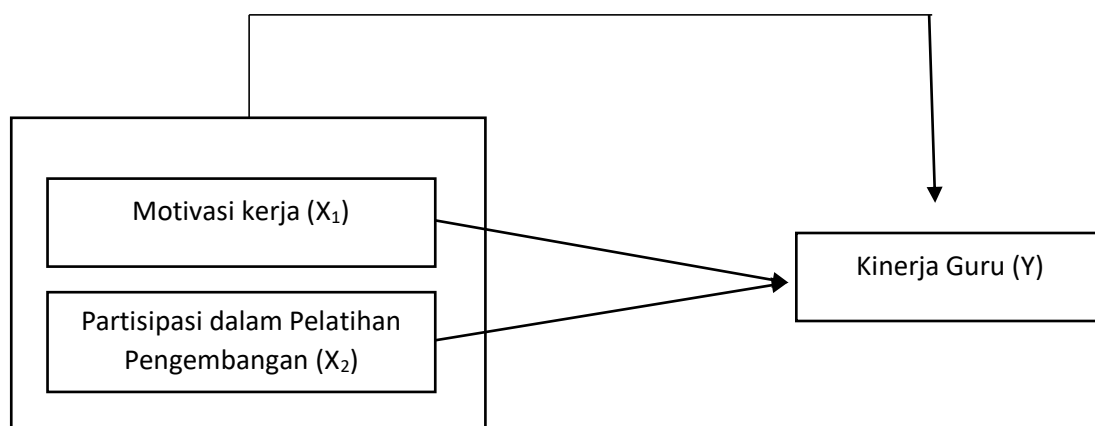 Motivasi kerja (X₁)
Kinerja Guru (Y)
Partisipasi dalam Pelatihan
Pengembangan (X₂)